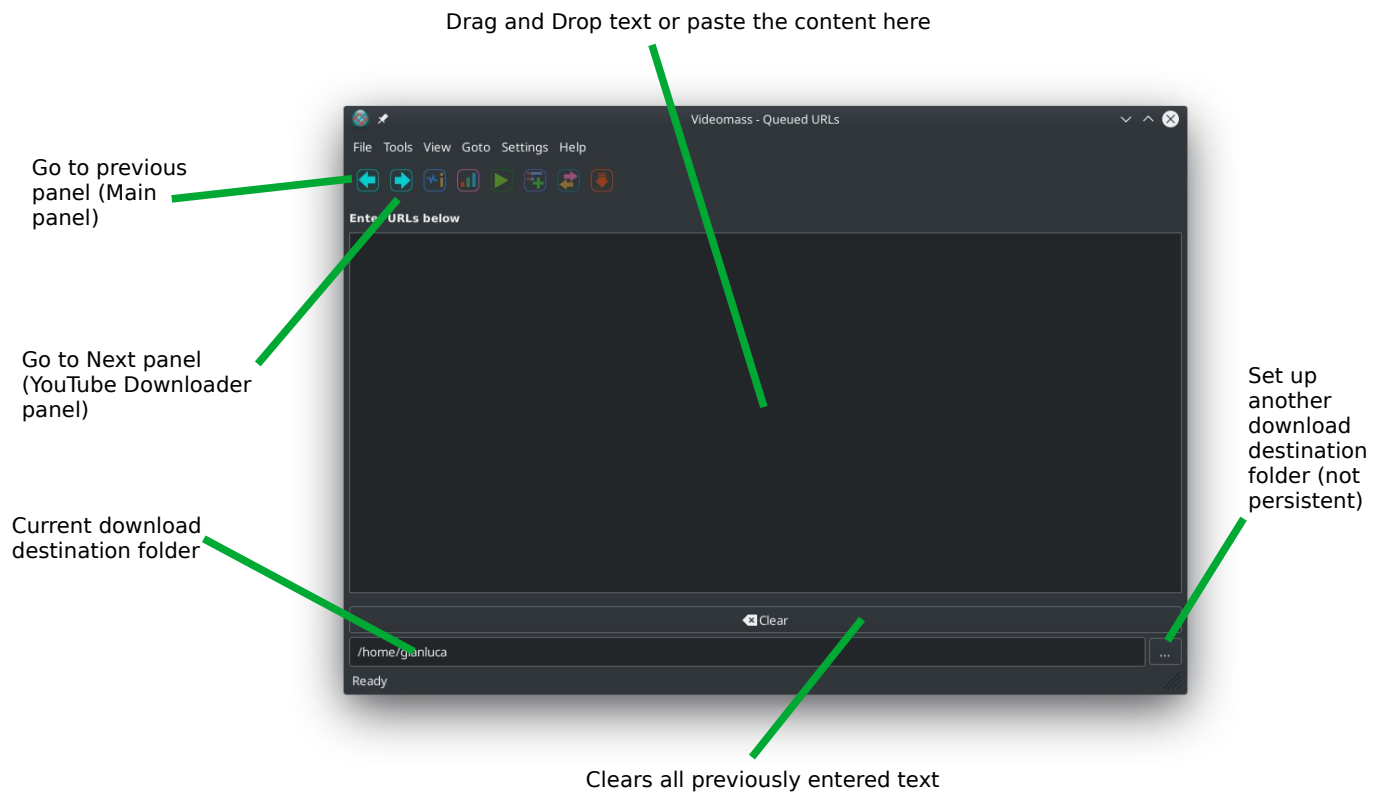 Drag and Drop text or paste the content here
Videomass - Queued URLs
File Tools View Goto Settings Help
Go to previous
panel (Main
panel)
Enter URLs below
Go to Next panel
(YouTube Downloader
panel)
Set up
another
download
destination
folder (not
persistent)
Current download
destination folder
Clear
/home/gianluca
...
Ready
Clears all previously entered text